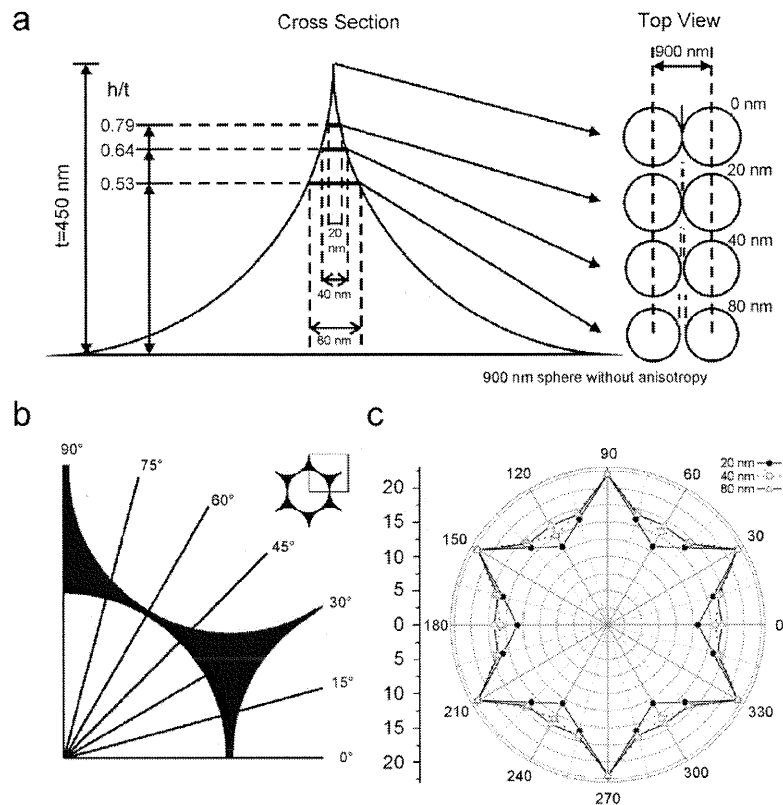 a
Cross Section
Top View
900 nm
h/t
0 nm
0.79
0.64
20 nm
0.53
t=450 nm
20
nm
40 nm
40 nm
80 nm
80 nm
900 nm sphere without anisotropy
b
90°
75°
60°
45°
30°
15°
0°
c
20 nm
40 nm
80 nm
90
120
60
150
30
180
0
210
330
240
300
270
20
15
10
5
0
5
10
15
20